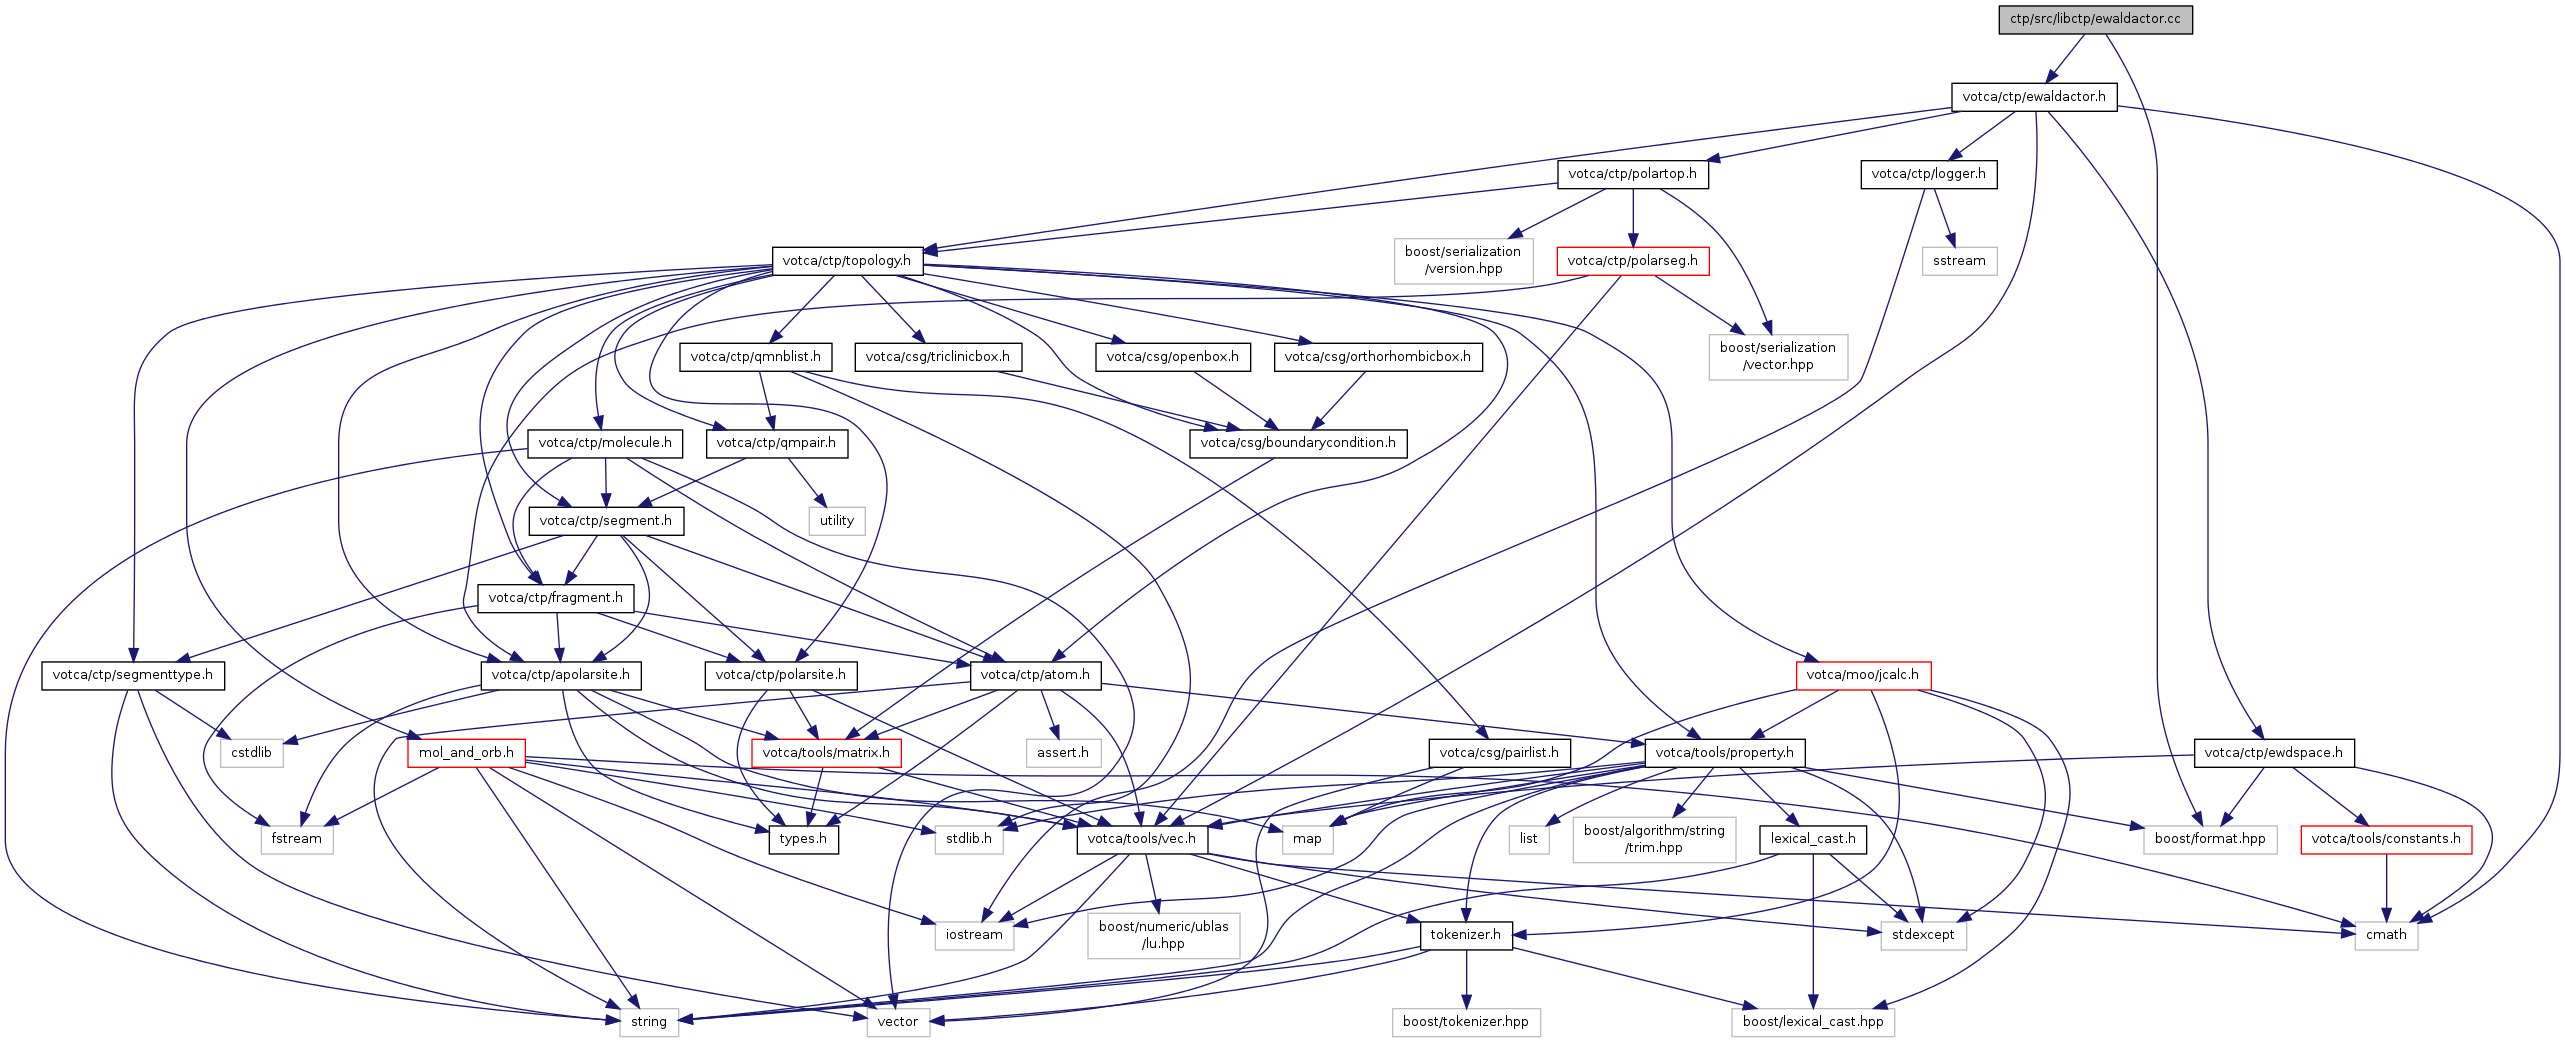 ctp/src/libctp/ewaldactor.cc
votca/ctp/ewaldactor.h
votca/ctp/polartop.h
votca/ctp/logger.h
votca/ctp/topology.h
boost/serialization
/version.hpp
votca/ctp/polarseg.h
sstream
votca/ctp/qmnblist.h
votca/csg/triclinicbox.h
votca/csg/openbox.h
votca/csg/orthorhombicbox.h
boost/serialization
/vector.hpp
votca/ctp/molecule.h
votca/ctp/qmpair.h
votca/csg/boundarycondition.h
votca/ctp/segment.h
utility
votca/ctp/fragment.h
votca/ctp/segmenttype.h
votca/ctp/apolarsite.h
votca/ctp/polarsite.h
votca/ctp/atom.h
votca/moo/jcalc.h
cstdlib
mol_and_orb.h
votca/tools/matrix.h
assert.h
votca/csg/pairlist.h
votca/tools/property.h
votca/ctp/ewdspace.h
fstream
types.h
stdlib.h
votca/tools/vec.h
map
list
boost/algorithm/string
/trim.hpp
lexical_cast.h
boost/format.hpp
votca/tools/constants.h
iostream
boost/numeric/ublas
/lu.hpp
tokenizer.h
stdexcept
cmath
string
vector
boost/tokenizer.hpp
boost/lexical_cast.hpp